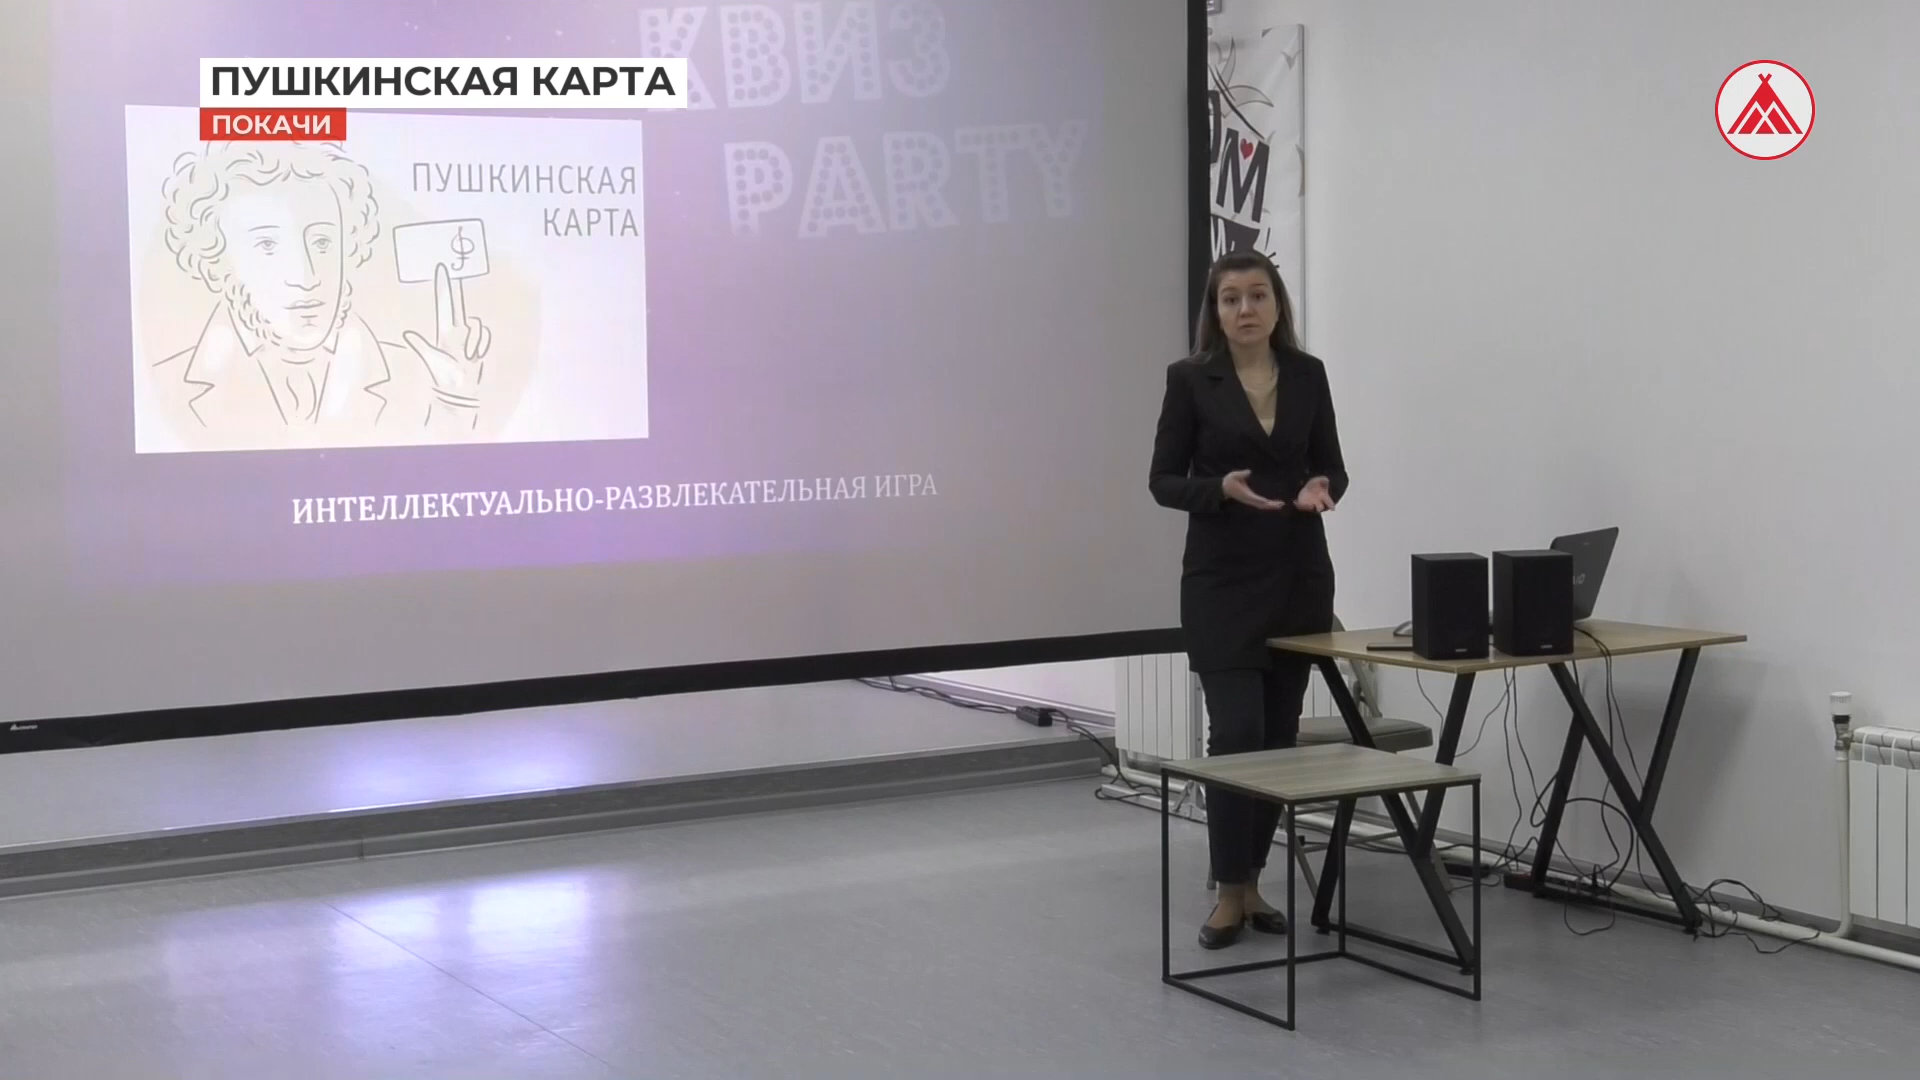 ПУШКИНСКАЯ КАРТА
ПОКАЧИ
КВИЗ
PARTY
ПУШКИНСКАЯ
КАРТА
ИНТЕЛЛЕКТУАЛЬНО-РАЗВЛЕКАТЕЛЬНАЯ ИГРА